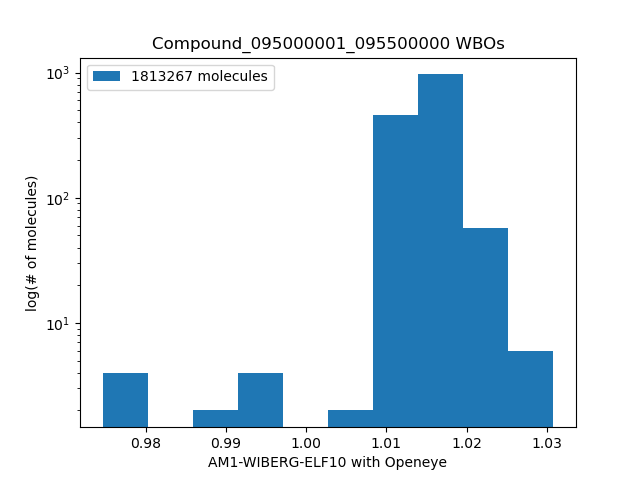 Compound_095000001_095500000 WBOs
1813267 molecules
log(# of molecules)
10³
10²
10¹
0.98 0.99 1.00 1.01 1.02 1.03
AM1-WIBERG-ELF10 with Openeye